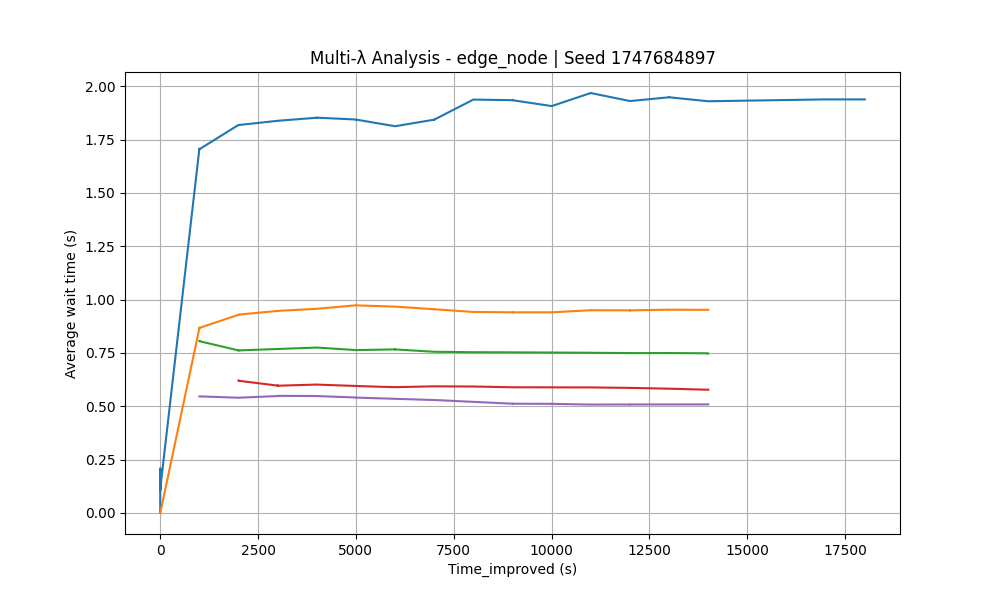 Multi-λ Analysis - edge_node | Seed 1747684897
2.00
1.75
1.50
1.25
1.00
0.75
0.50
0.25
0.00
Average wait time (s)
0 2500 5000 7500 10000 12500 15000 17500
Time_improved (s)